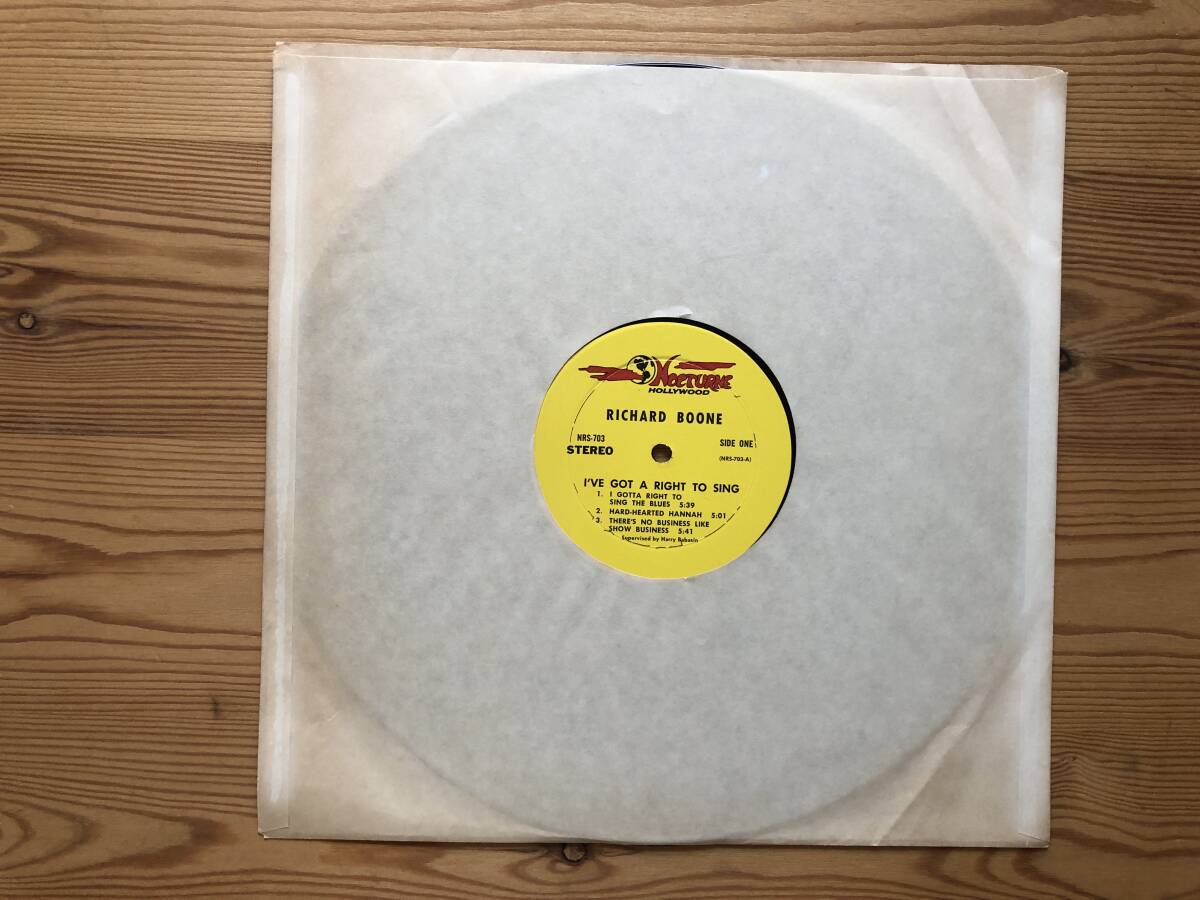 NOCTURNE
HOLLYWOOD
RICHARD BOONE
NRS-703
STEREO
SIDE ONE
(NRS-703-A)
I'VE GOT A RIGHT TO SING
1. I GOTTA RIGHT TO
SING THE BLUES 5:39
2. HARD-HEARTED HANNAH 5:01
3. THERE'S NO BUSINESS LIKE
SHOW BUSINESS 5:41
Supervised by Harry Babasin